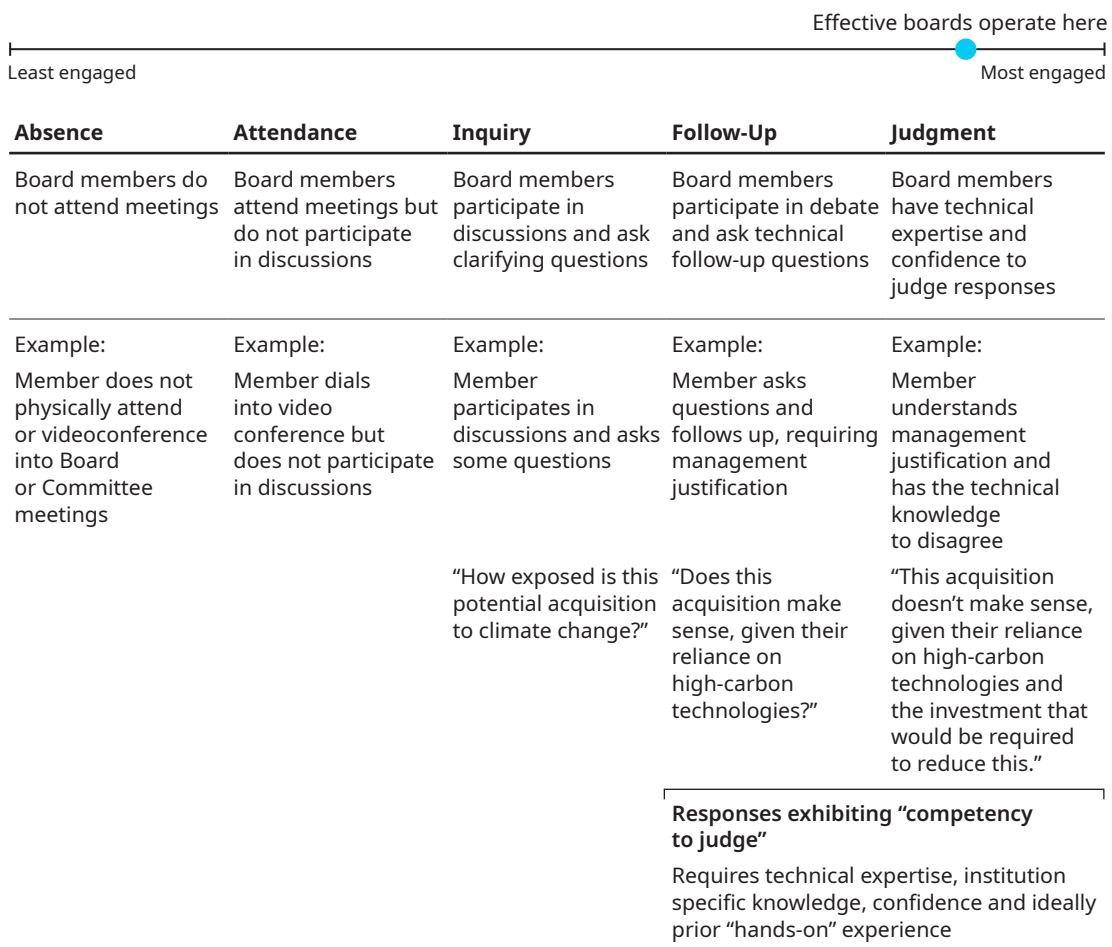 Effective boards operate here
Least engaged
Most engaged
Absence
Board members do
not attend meetings
Example:
Member does not
physically attend
or videoconference
into Board
or Committee
meetings
Attendance
Board members
attend meetings but
do not participate
in discussions
Example:
Member dials
into video
conference but
does not participate
in discussions
Inquiry
Board members
participate in
discussions and ask
clarifying questions
Example:
Member
participates in
discussions and asks
some questions
“How exposed is this
potential acquisition
to climate change?”
Follow-Up
Board members
participate in debate
and ask technical
follow-up questions
Example:
Member asks
questions and
follows up, requiring
management
justification
“Does this
acquisition make
sense, given their
reliance on
high-carbon
technologies?”
Judgment
Board members
have technical
expertise and
confidence to
judge responses
Example:
Member
understands
management
justification and
has the technical
knowledge
to disagree
“This acquisition
doesn’t make sense,
given their reliance
on high-carbon
technologies and
the investment that
would be required
to reduce this.”
Responses exhibiting “competency
to judge”
Requires technical expertise, institution
specific knowledge, confidence and ideally
prior “hands-on” experience